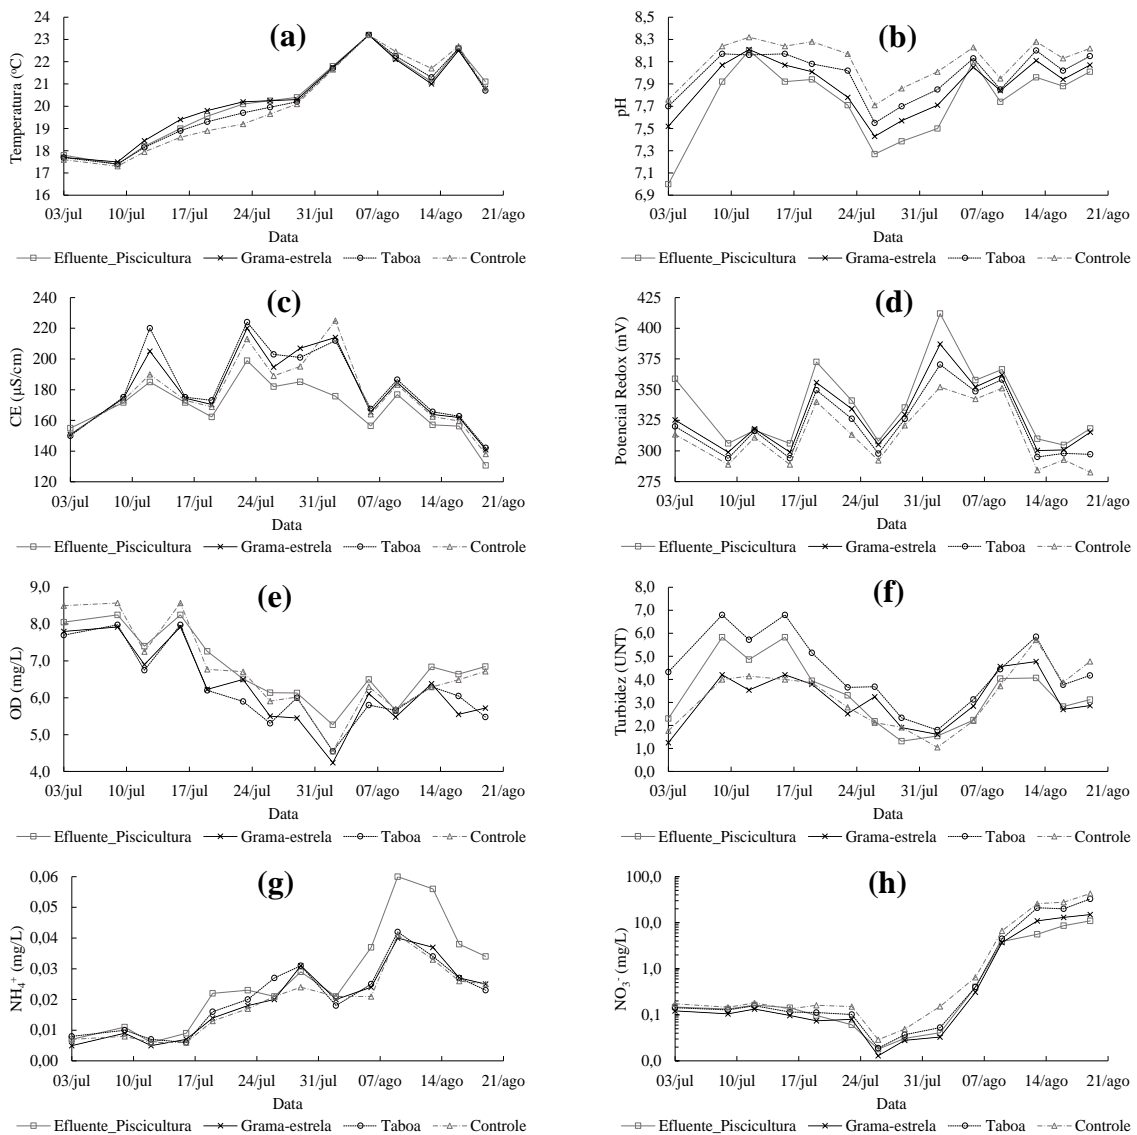 (a)
Temperatura (ºC)
24
23
22
21
20
19
18
17
16
03/jul 10/jul 17/jul 24/jul 31/jul 07/ago 14/ago 21/ago
Data
Efluente_Piscicultura Grama-estrela Taboa Controle
(b)
pH
8,5
8,3
8,1
7,9
7,7
7,5
7,3
7,1
6,9
03/jul 10/jul 17/jul 24/jul 31/jul 07/ago 14/ago 21/ago
Data
Efluente_Piscicultura Grama-estrela Taboa Controle
(c)
CE (µS/cm)
240
220
200
180
160
140
120
03/jul 10/jul 17/jul 24/jul 31/jul 07/ago 14/ago 21/ago
Data
Efluente_Piscicultura Grama-estrela Taboa Controle
(d)
Potencial Redox (mV)
425
400
375
350
325
300
275
03/jul 10/jul 17/jul 24/jul 31/jul 07/ago 14/ago 21/ago
Data
Efluente_Piscicultura Grama-estrela Taboa Controle
(e)
OD (mg/L)
9,0
8,0
7,0
6,0
5,0
4,0
03/jul 10/jul 17/jul 24/jul 31/jul 07/ago 14/ago 21/ago
Data
Efluente_Piscicultura Grama-estrela Taboa Controle
(f)
Turbidez (UNT)
8,0
7,0
6,0
5,0
4,0
3,0
2,0
1,0
0,0
03/jul 10/jul 17/jul 24/jul 31/jul 07/ago 14/ago 21/ago
Data
Efluente_Piscicultura Grama-estrela Taboa Controle
(g)
NH₄⁺ (mg/L)
0,06
0,05
0,04
0,03
0,02
0,01
0,00
03/jul 10/jul 17/jul 24/jul 31/jul 07/ago 14/ago 21/ago
Data
Efluente_Piscicultura Grama-estrela Taboa Controle
(h)
NO₃⁻ (mg/L)
100,0
10,0
1,0
0,1
0,0
03/jul 10/jul 17/jul 24/jul 31/jul 07/ago 14/ago 21/ago
Data
Efluente_Piscicultura Grama-estrela Taboa Controle